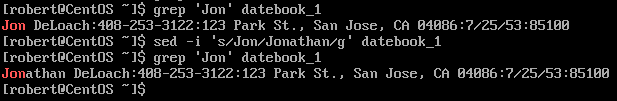 [robert@CentOS ~]$ grep 'Jon' datebook_1
Jon DeLoach:408-253-3122:123 Park St., San Jose, CA 04086:7/25/53:85100
[robert@CentOS ~]$ sed -i 's/Jon/Jonathan/g' datebook_1
[robert@CentOS ~]$ grep 'Jon' datebook_1
Jonathan DeLoach:408-253-3122:123 Park St., San Jose, CA 04086:7/25/53:85100
[robert@CentOS ~]$